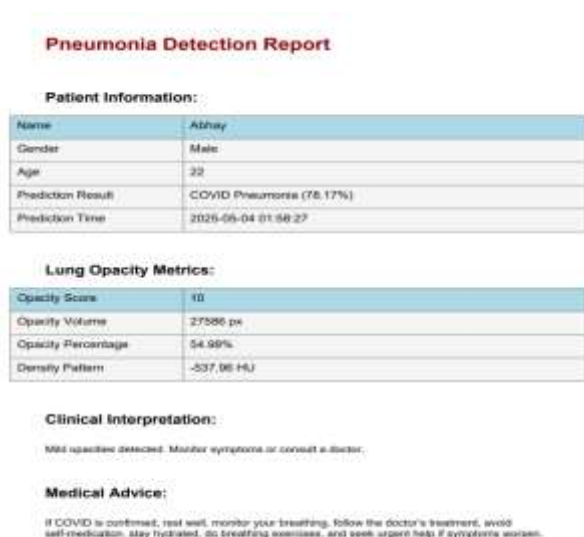 Pneumonia Detection Report
Patient Information:
Name Abhay
Gender Male
Age 22
Prediction Result COVID Pneumonia (78.17%)
Prediction Time 2025-05-04 01:58:27
Lung Opacity Metrics:
Opacity Score 10
Opacity Volume 27586 px
Opacity Percentage 54.99%
Density Pattern -537.96 HU
Clinical Interpretation:
Mild opacities detected. Monitor symptoms or consult a doctor.
Medical Advice:
If COVID is confirmed, rest well, monitor your breathing, follow the doctor's treatment, avoid
self-medication, stay hydrated, do breathing exercises, and seek urgent help if symptoms worsen.